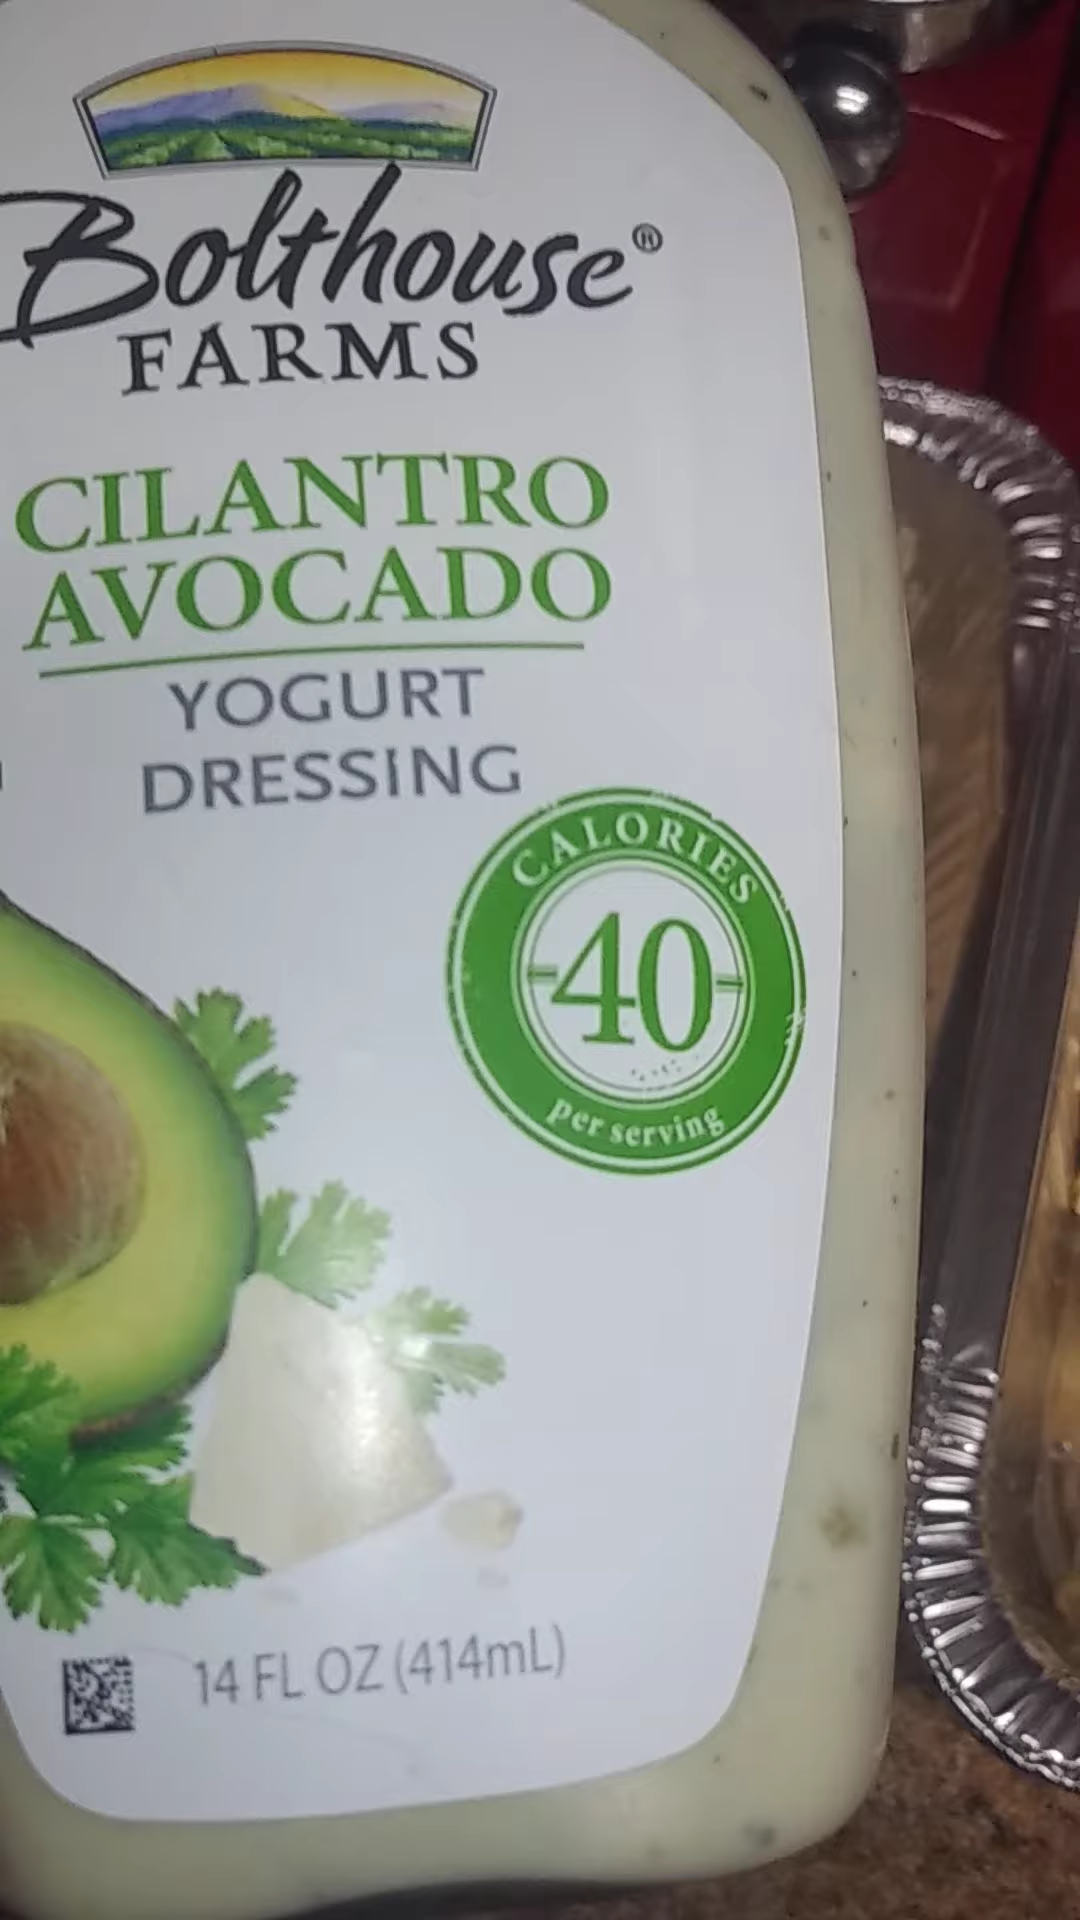 Bolthouse®
FARMS
CILANTRO
AVOCADO
YOGURT
DRESSING
CALORIES
40
per serving
14 FL OZ (414mL)